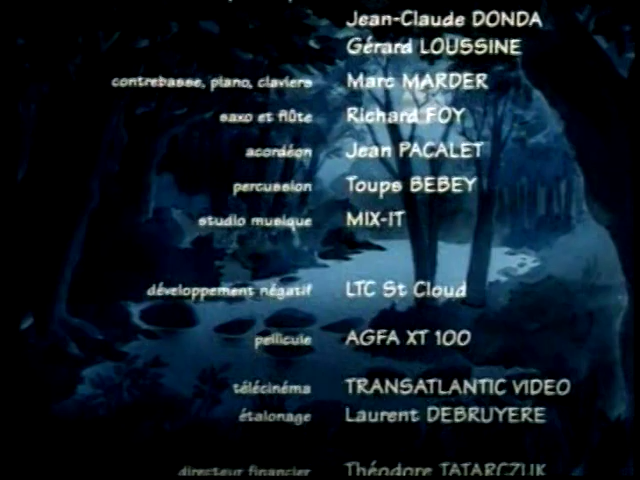 Jean-Claude DONDA
Gérard LOUSSINE
contrebasse, piano, claviers Marc MARDER
saxo et flûte Richard FOY
acordéon Jean PACALET
percussion Toups BEBEY
studio musique MIX-IT
développement négatif LTC St Cloud
pellicule AGFA XT 100
télécinéma TRANSATLANTIC VIDEO
étalonage Laurent DEBRUYERE
directeur financier Théodore TATARCZUK